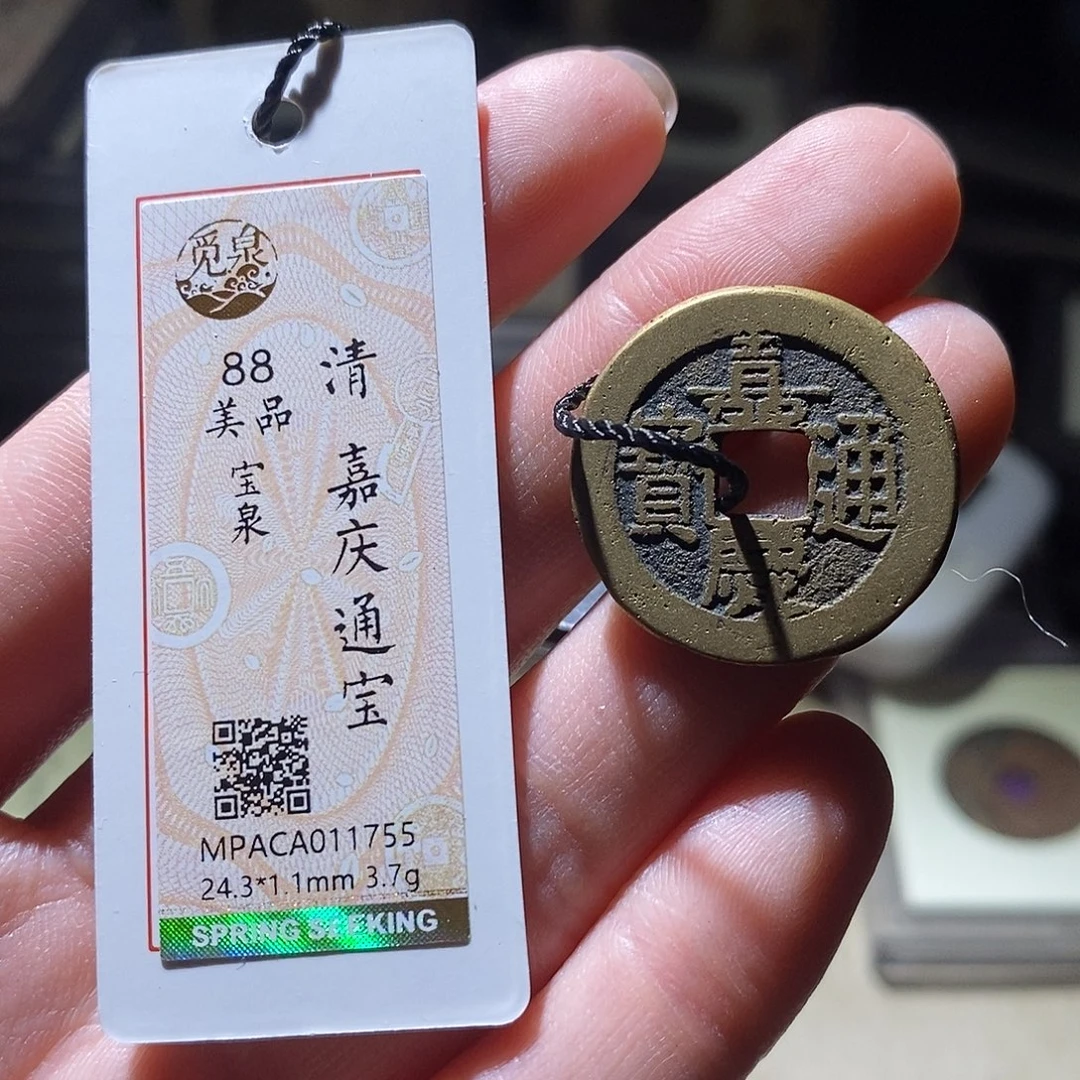 觅泉
清 嘉庆通宝
88
美品
宝泉
MPACA011755
24.3*1.1mm 3.7g
SPRING SEEKING
嘉慶通寶